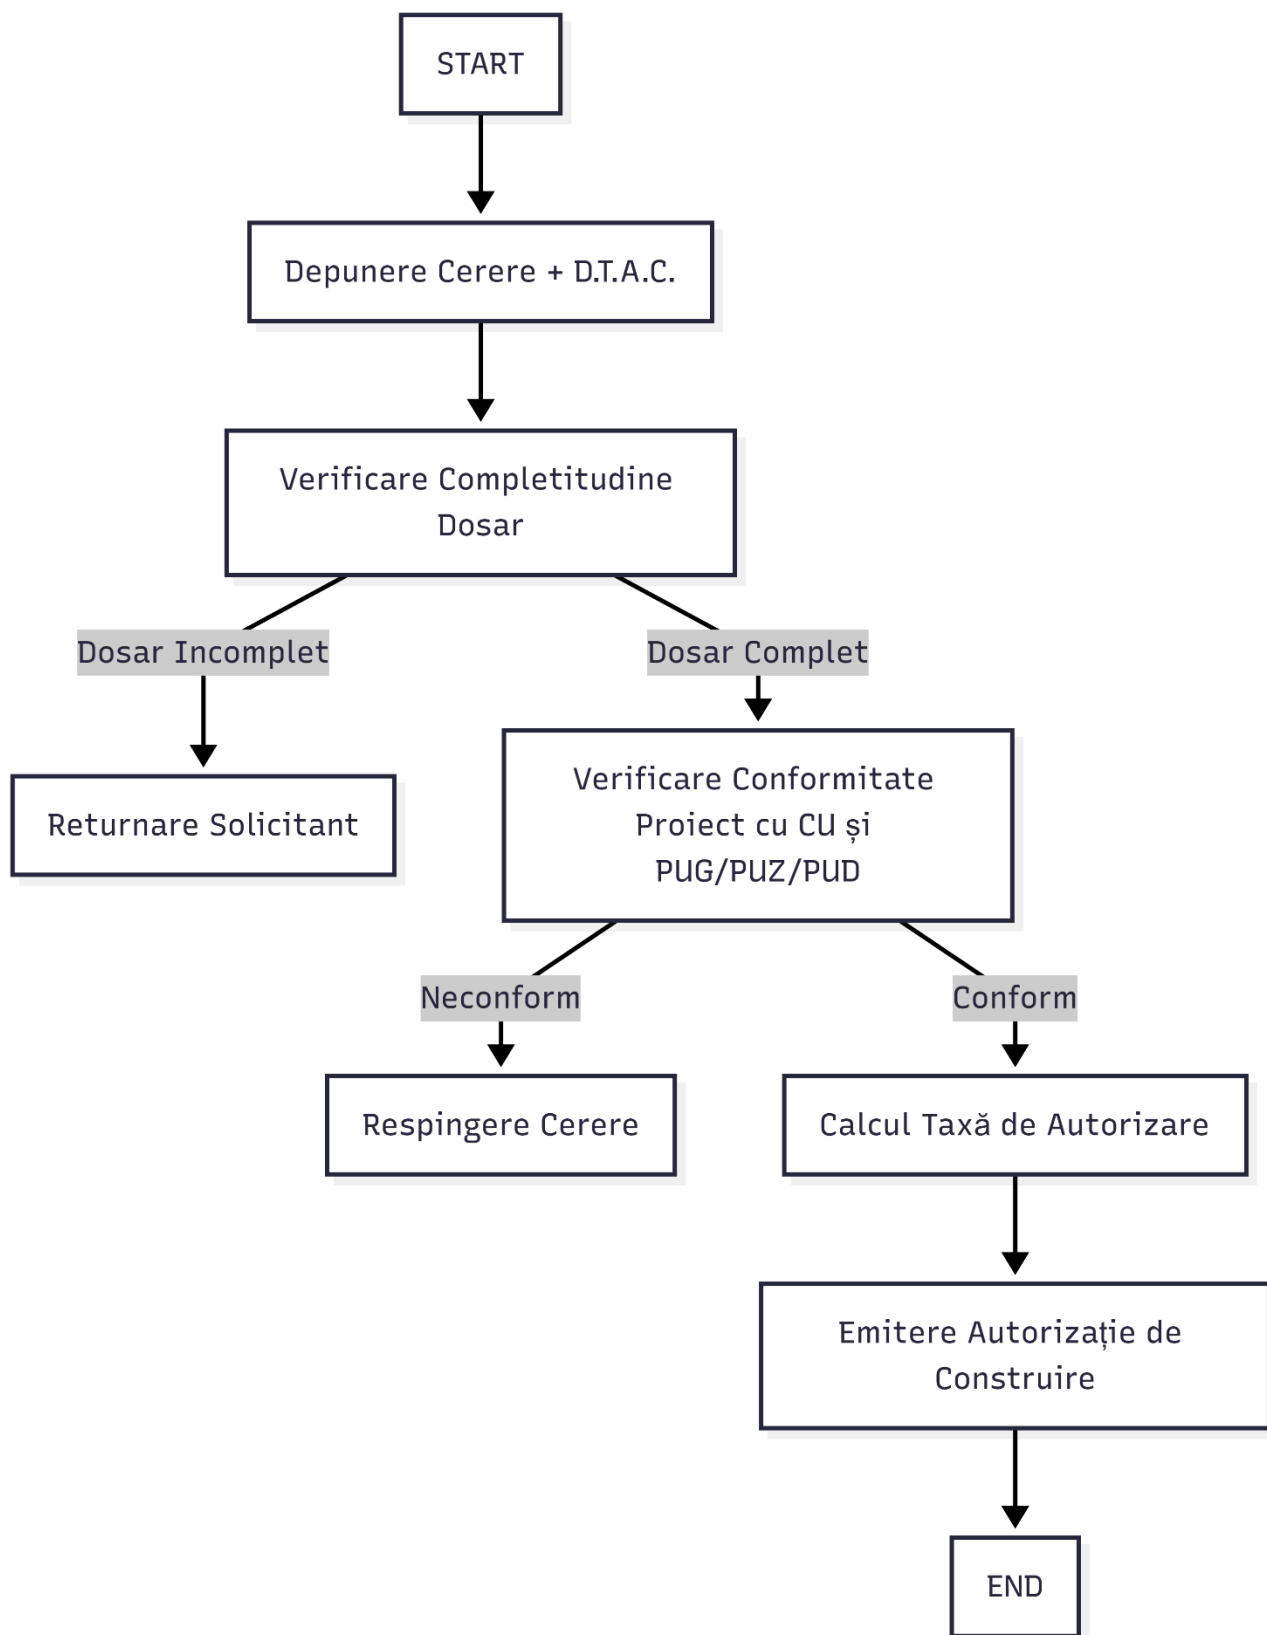 START
Depunere Cerere + D.T.A.C.
Verificare Completitudine
Dosar
Dosar Incomplet
Dosar Complet
Returnare Solicitant
Verificare Conformitate
Proiect cu CU și
PUG/PUZ/PUD
Neconform
Conform
Respingere Cerere
Calcul Taxă de Autorizare
Emitere Autorizație de
Construire
END